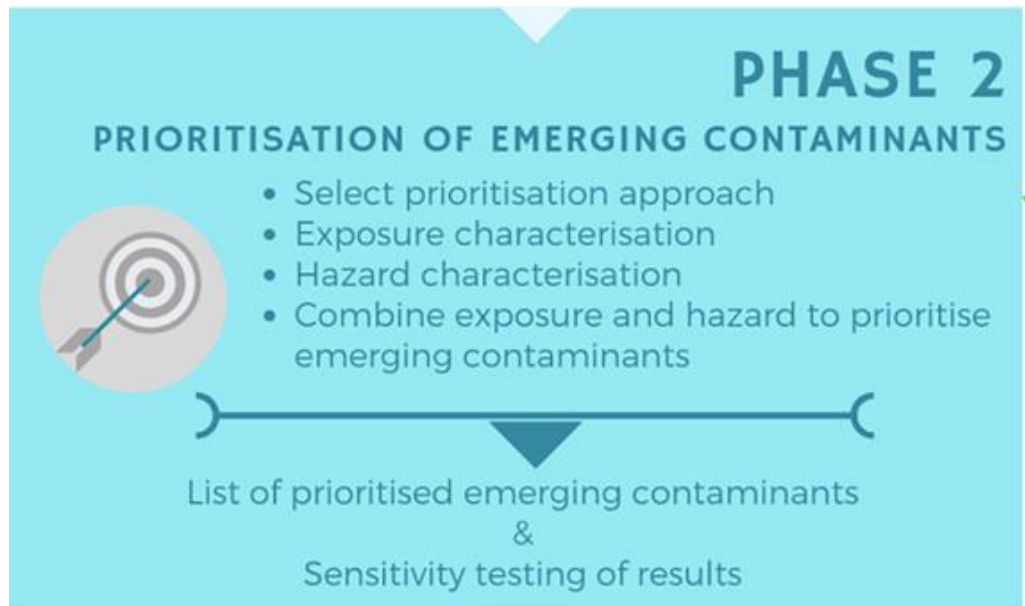 PHASE 2
PRIORITISATION OF EMERGING CONTAMINANTS
• Select prioritisation approach
• Exposure characterisation
• Hazard characterisation
• Combine exposure and hazard to prioritise
emerging contaminants
List of prioritised emerging contaminants
&
Sensitivity testing of results